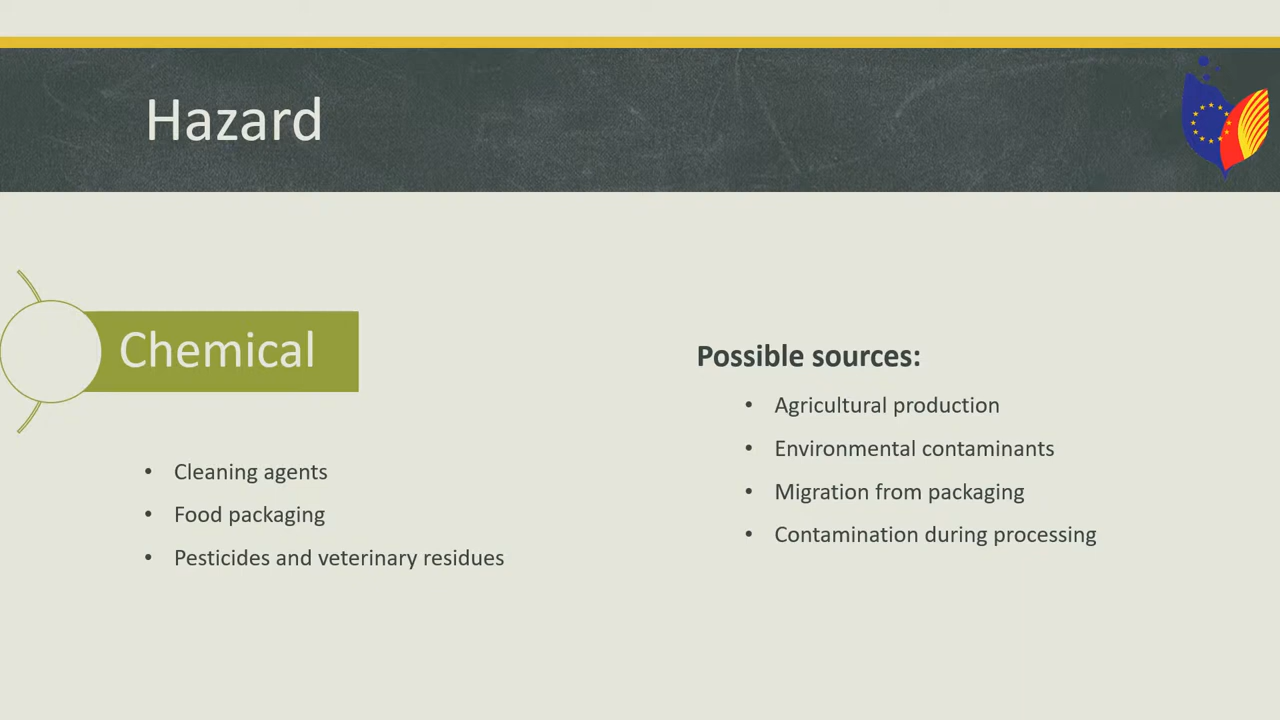 Hazard
Chemical
• Cleaning agents
• Food packaging
• Pesticides and veterinary residues
Possible sources:
• Agricultural production
• Environmental contaminants
• Migration from packaging
• Contamination during processing